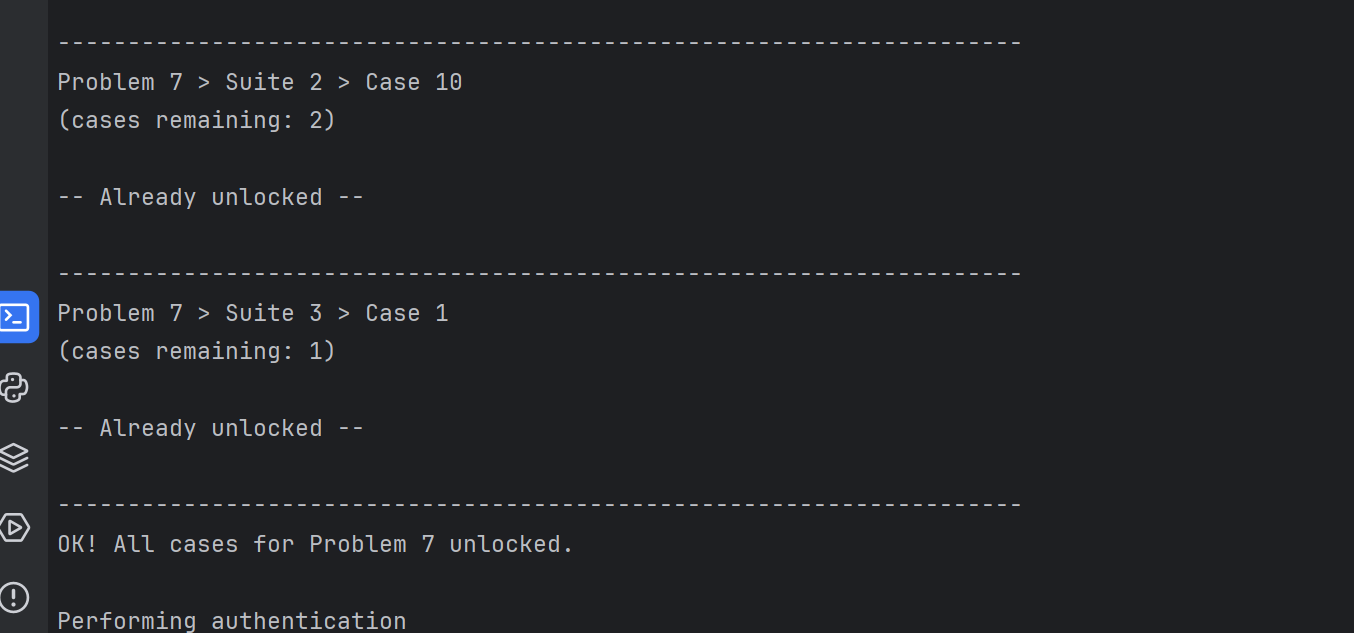 ---------------------------------------------------------------------
Problem 7 > Suite 2 > Case 10
(cases remaining: 2)
-- Already unlocked --
---------------------------------------------------------------------
Problem 7 > Suite 3 > Case 1
(cases remaining: 1)
-- Already unlocked --
---------------------------------------------------------------------
OK! All cases for Problem 7 unlocked.
Performing authentication